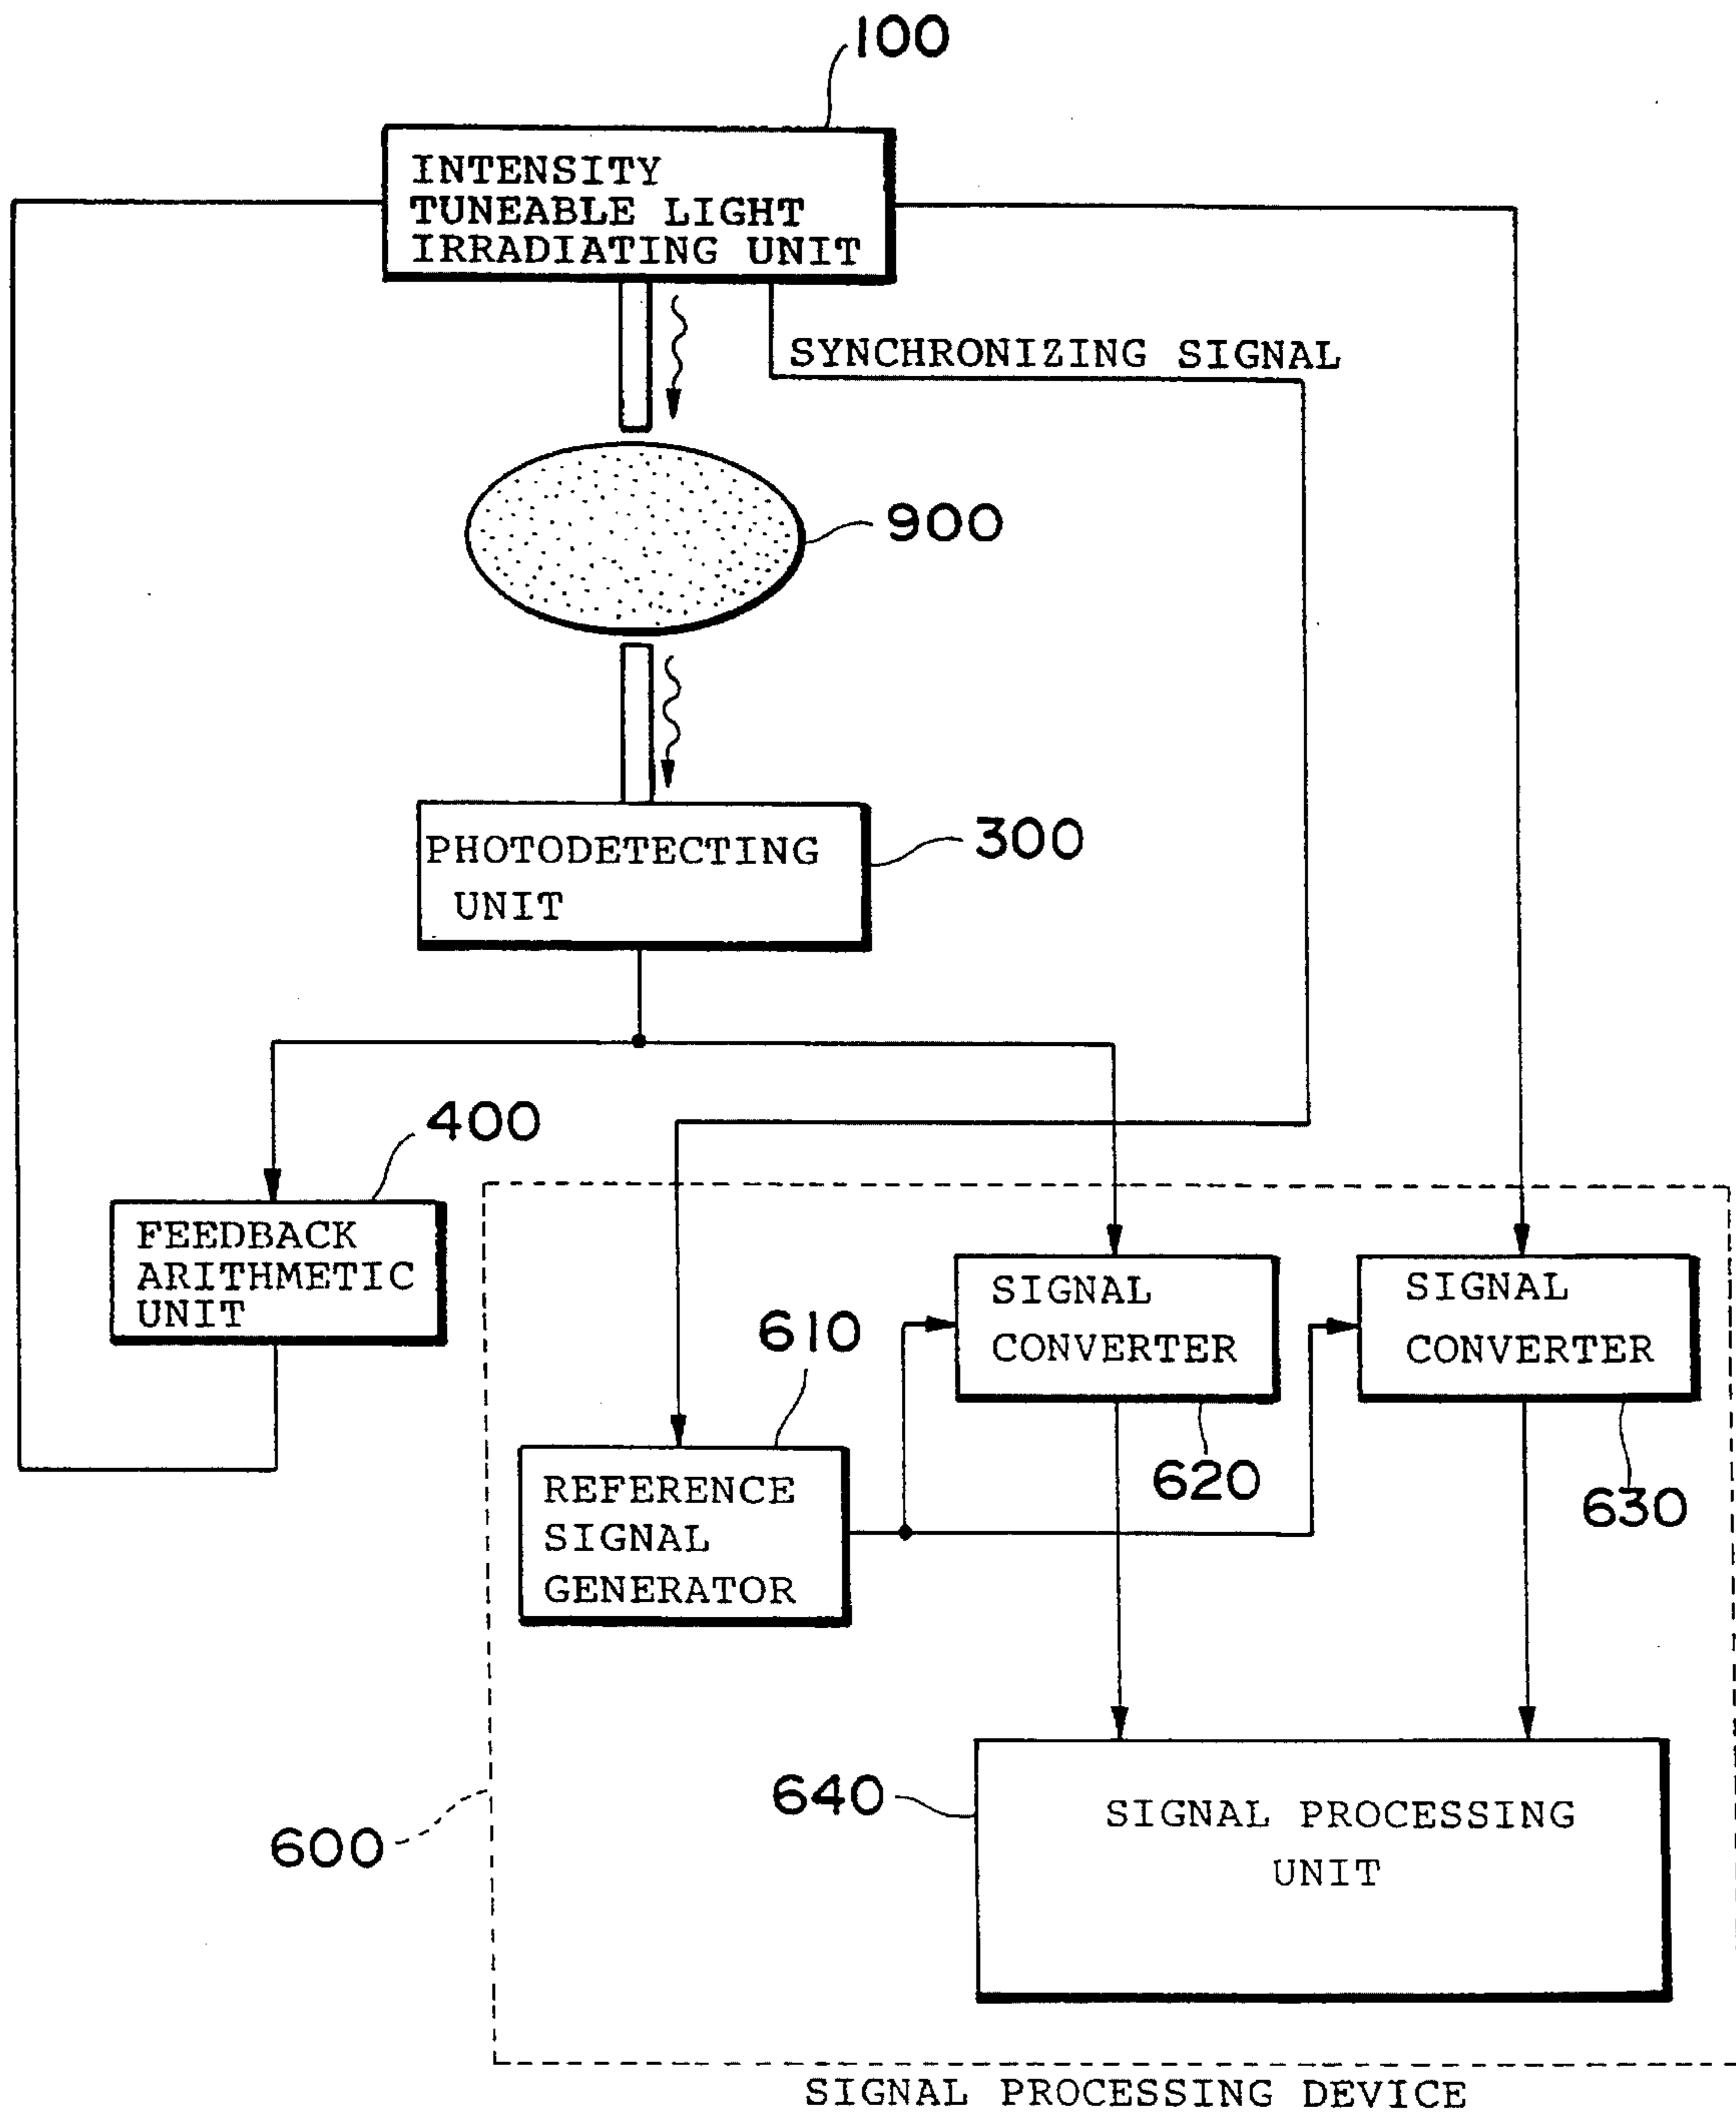 100
INTENSITY
TUNEABLE LIGHT
IRRADIATING UNIT
SYNCHRONIZING SIGNAL
900
PHOTODETECTING
UNIT
300
400
FEEDBACK
ARITHMETIC
UNIT
SIGNAL
CONVERTER
SIGNAL
CONVERTER
610
620
630
REFERENCE
SIGNAL
GENERATOR
640
SIGNAL PROCESSING
UNIT
600
SIGNAL PROCESSING DEVICE